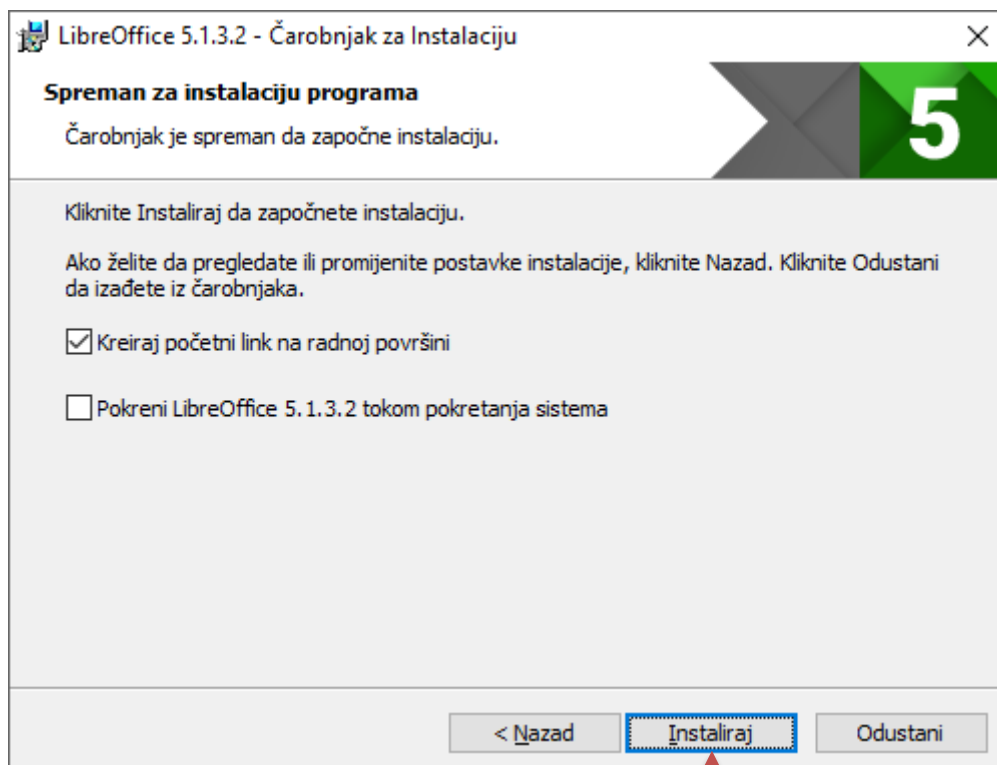 LibreOffice 5.1.3.2 - Čarobnjak za Instalaciju
Spreman za instalaciju programa
Čarobnjak je spreman da započne instalaciju.
5
Kliknite Instaliraj da započnete instalaciju.
Ako želite da pregledate ili promijenite postavke instalacije, kliknite Nazad. Kliknite Odustani
da izađete iz čarobnjaka.
Kreiraj početni link na radnoj površini
Pokreni LibreOffice 5.1.3.2 tokom pokretanja sistema
< Nazad
Instaliraj
Odustani